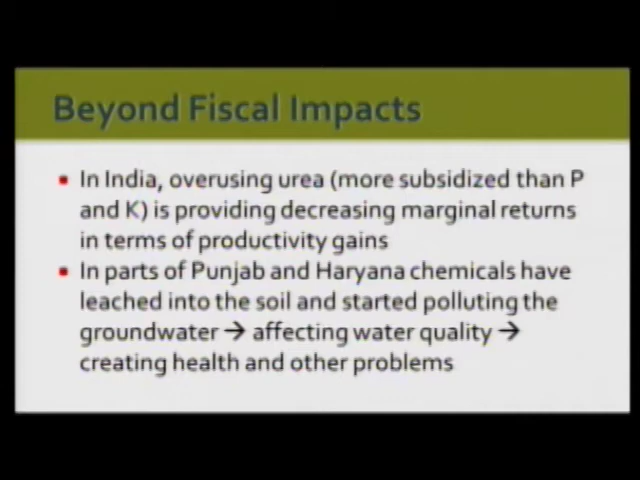 Beyond Fiscal Impacts
▪ In India, overusing urea (more subsidized than P
and K) is providing decreasing marginal returns
in terms of productivity gains
▪ In parts of Punjab and Haryana chemicals have
leached into the soil and started polluting the
groundwater → affecting water quality →
creating health and other problems